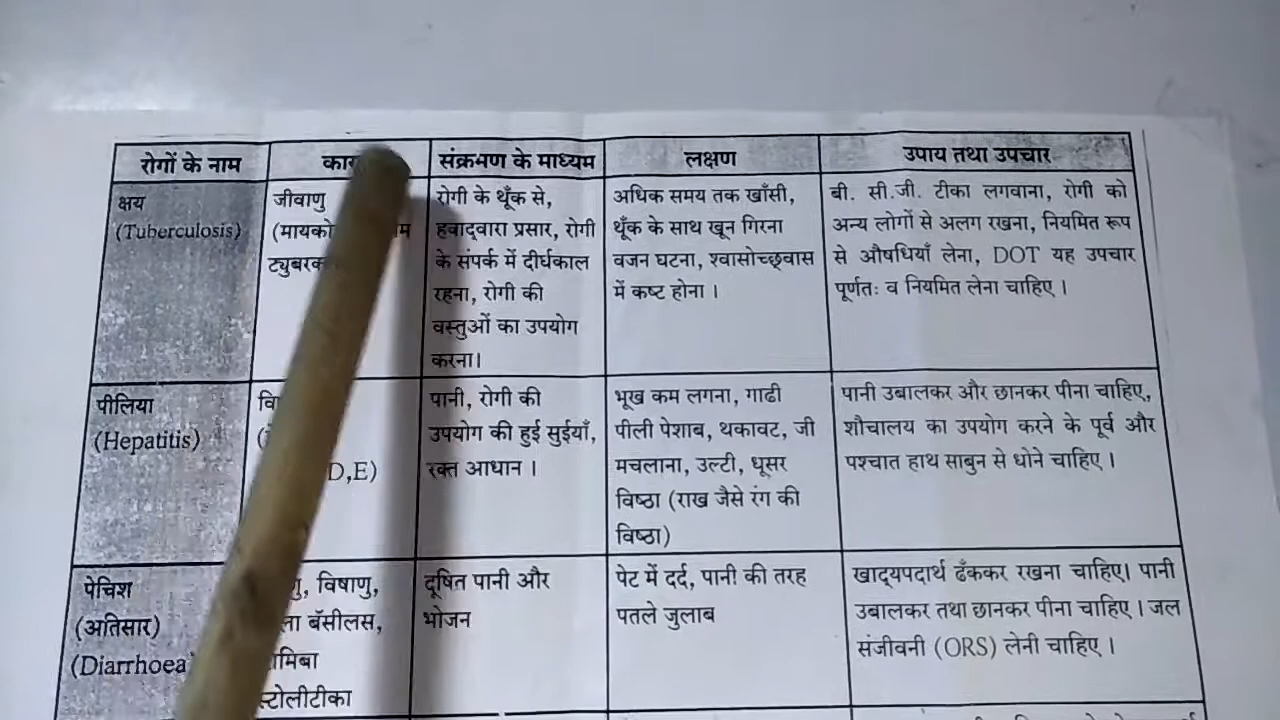 रोगों के नाम
संक्रमण के माध्यम
लक्षण
उपाय तथा उपचार
क्षय
(Tuberculosis)
जीवाणु
रोगी के थूँक से,
हवाद्‌वारा प्रसार, रोगी
के संपर्क में दीर्घकाल
रहना, रोगी की
वस्तुओं का उपयोग
करना।
अधिक समय तक खाँसी,
थूँक के साथ खून गिरना
वजन घटना, श्वासोच्छ्‌वास
में कष्ट होना।
बी. सी.जी. टीका लगवाना, रोगी को
अन्य लोगों से अलग रखना, नियमित रूप
से औषधियाँ लेना, DOT यह उपचार
पूर्णतः व नियमित लेना चाहिए।
पीलिया
(Hepatitis)
D,E)
पानी, रोगी की
उपयोग की हुई सुईयाँ,
रक्त आधान।
भूख कम लगना, गाढी
पीली पेशाब, थकावट, जी
मचलाना, उल्टी, धूसर
विष्ठा (राख जैसे रंग की
विष्ठा)
पानी उबालकर और छानकर पीना चाहिए,
शौचालय का उपयोग करने के पूर्व और
पश्चात हाथ साबुन से धोने चाहिए।
पेचिश
(अतिसार)
(Diarrhoea
विषाणु,
बॅसीलस,
दूषित पानी और
भोजन
पेट में दर्द, पानी की तरह
पतले जुलाब
खाद्‌यपदार्थ ढँककर रखना चाहिए। पानी
उबालकर तथा छानकर पीना चाहिए। जल
संजीवनी (ORS) लेनी चाहिए।